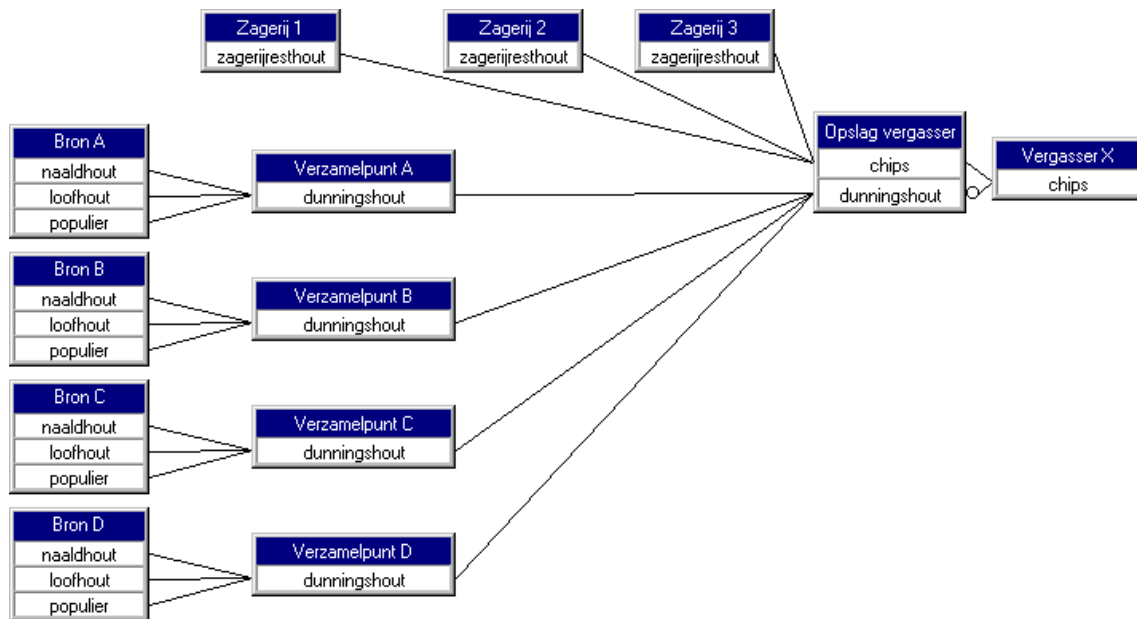 Zagerij 1
zagerijresthout
Zagerij 2
zagerijresthout
Zagerij 3
zagerijresthout
Bron A
naaldhout
loofhout
populier
Verzamelpunt A
dunningshout
Opslag vergasser
chips
dunningshout
Vergasser X
chips
Bron B
naaldhout
loofhout
populier
Verzamelpunt B
dunningshout
Bron C
naaldhout
loofhout
populier
Verzamelpunt C
dunningshout
Bron D
naaldhout
loofhout
populier
Verzamelpunt D
dunningshout